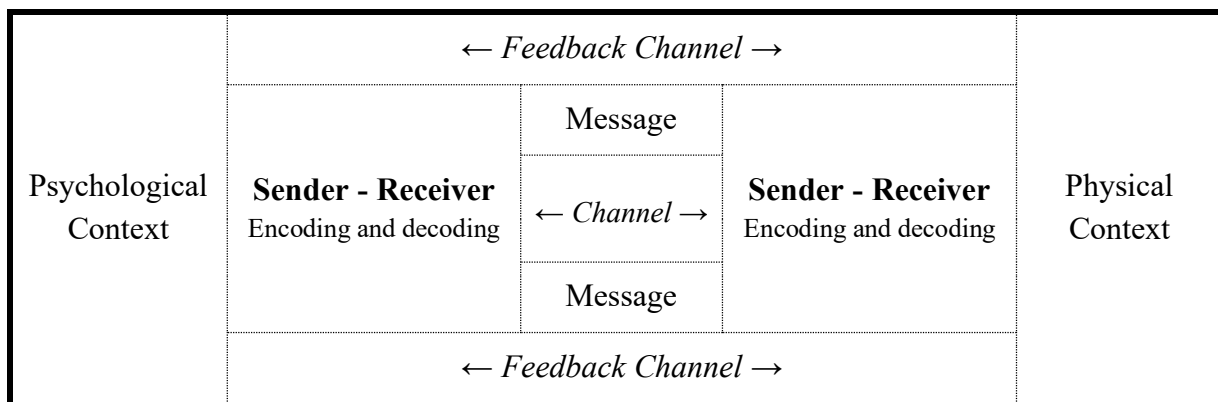 ← Feedback Channel →
Message
Psychological
Context
Sender - Receiver
Encoding and decoding
← Channel →
Sender - Receiver
Encoding and decoding
Physical
Context
Message
← Feedback Channel →